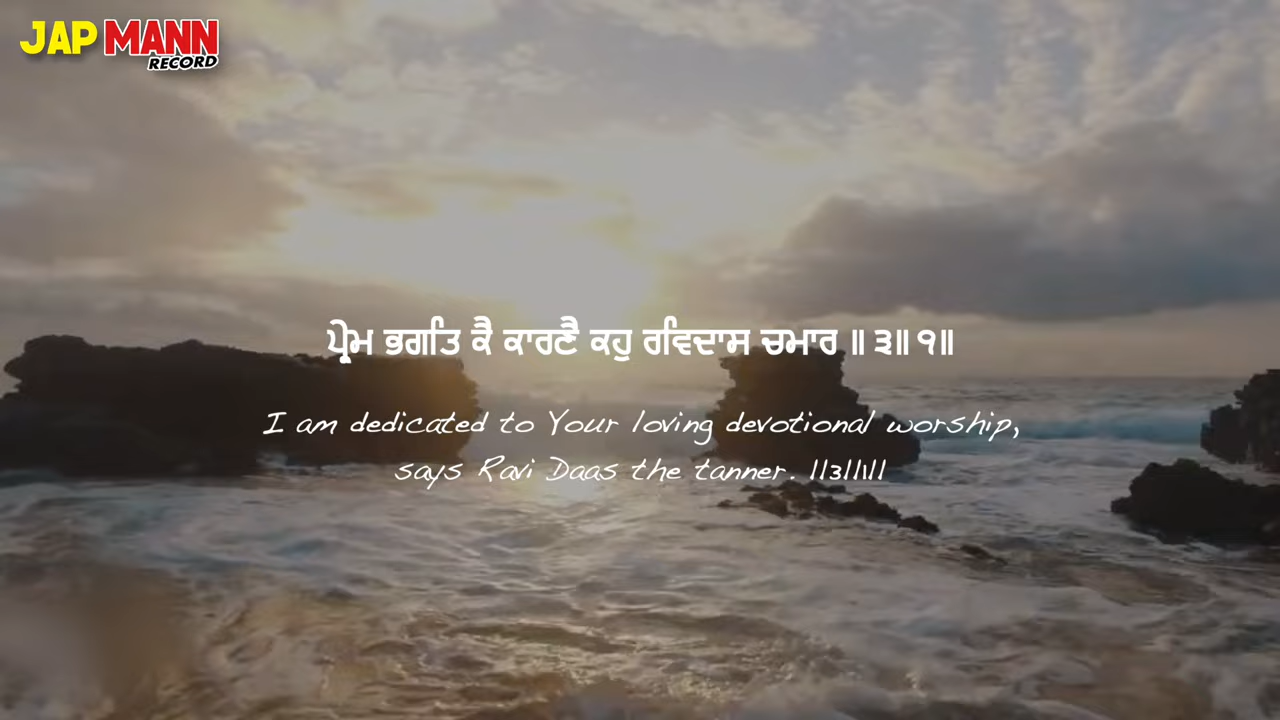 JAP MANN
RECORD
ਪ੍ਰੇਮ ਭਗਤਿ ਕੈ ਕਾਰਣੈ ਕਹੁ ਰਵਿਦਾਸ ਚਮਾਰ ॥ ੩॥ ੧॥
I am dedicated to Your loving devotional worship,
says Ravi Daas the tanner. ||3||1||